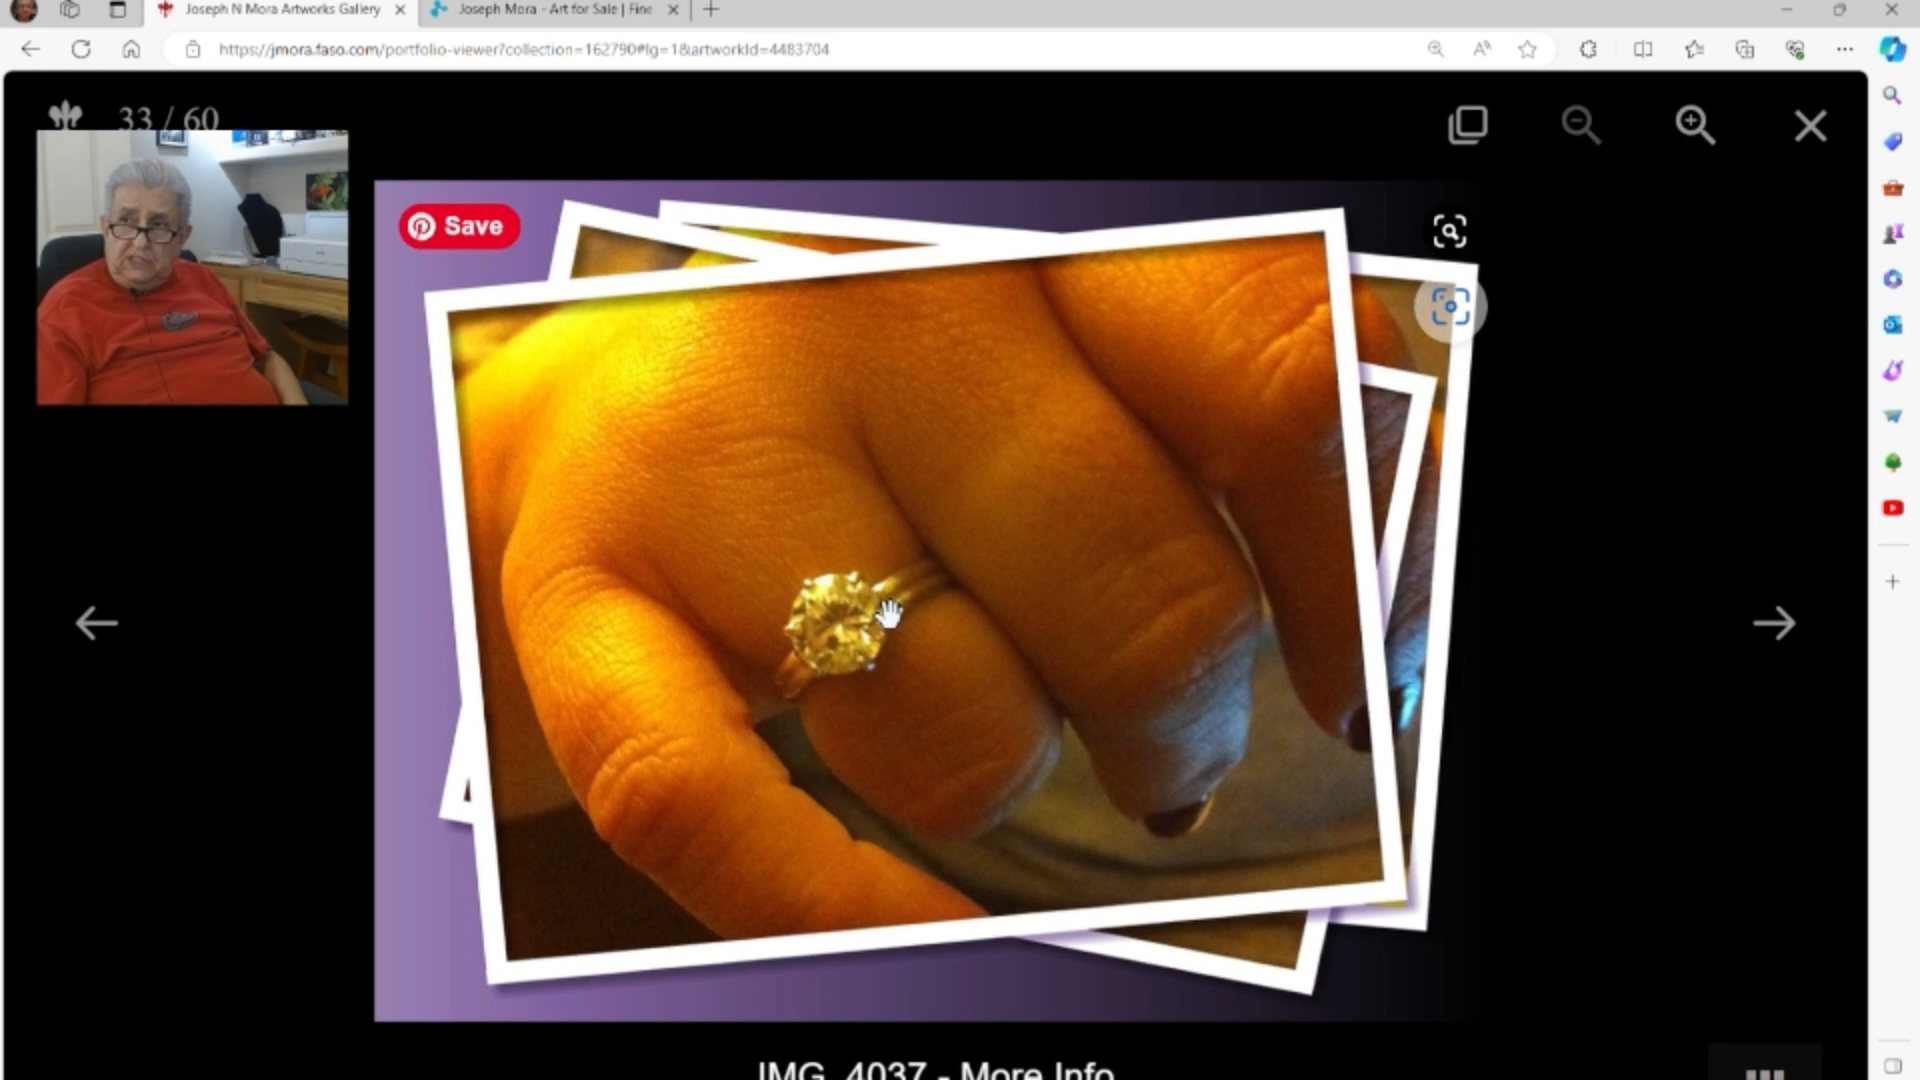 Joseph N Mora Artworks Gallery
Joseph Mora - Art for Sale | Fine
https://jmora.faso.com/portfolio-viewer?collection=162790#lg=1&artworkId=4483704
33 / 60
Save
IMG_4037 - More Info